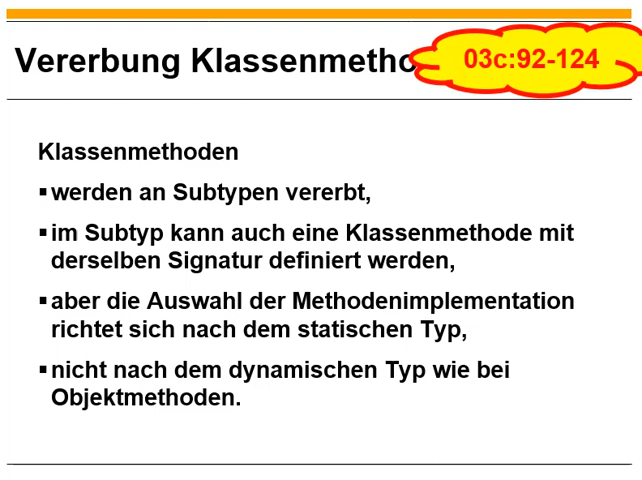 Vererbung Klassenmetho
03c:92-124
Klassenmethoden
▪werden an Subtypen vererbt,
▪im Subtyp kann auch eine Klassenmethode mit
derselben Signatur definiert werden,
▪aber die Auswahl der Methodenimplementation
richtet sich nach dem statischen Typ,
▪nicht nach dem dynamischen Typ wie bei
Objektmethoden.